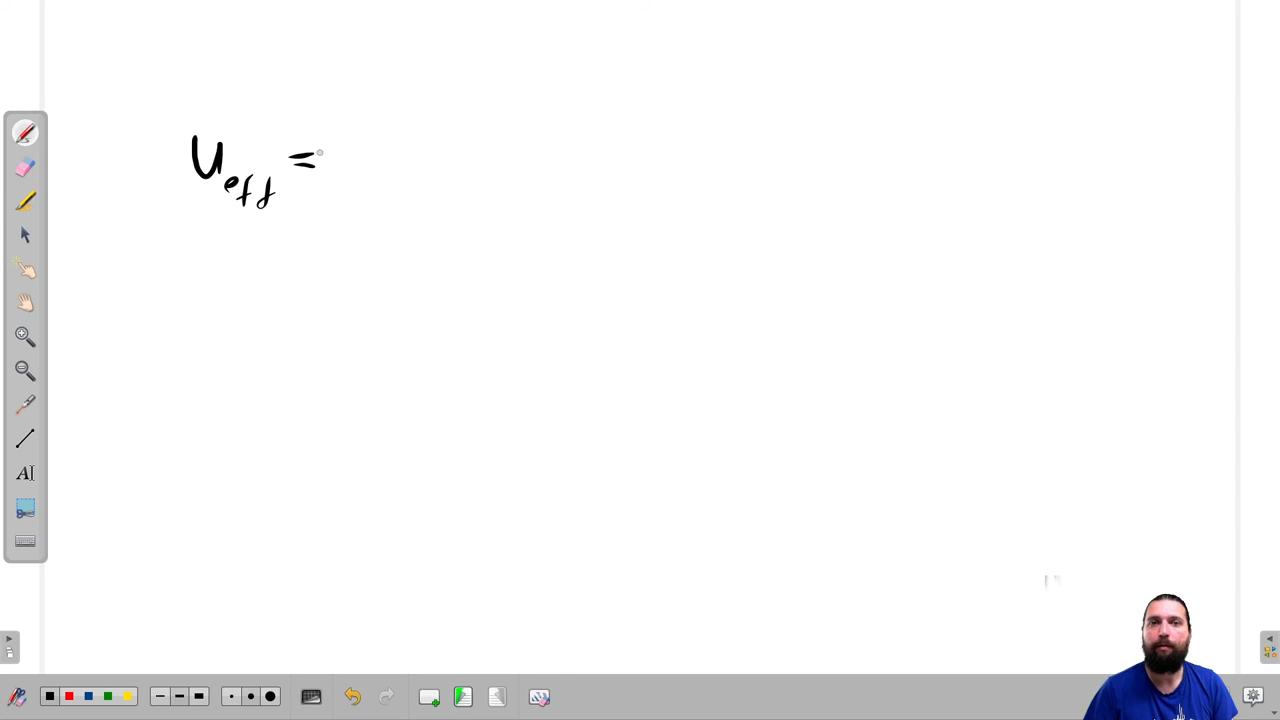 U_eff =